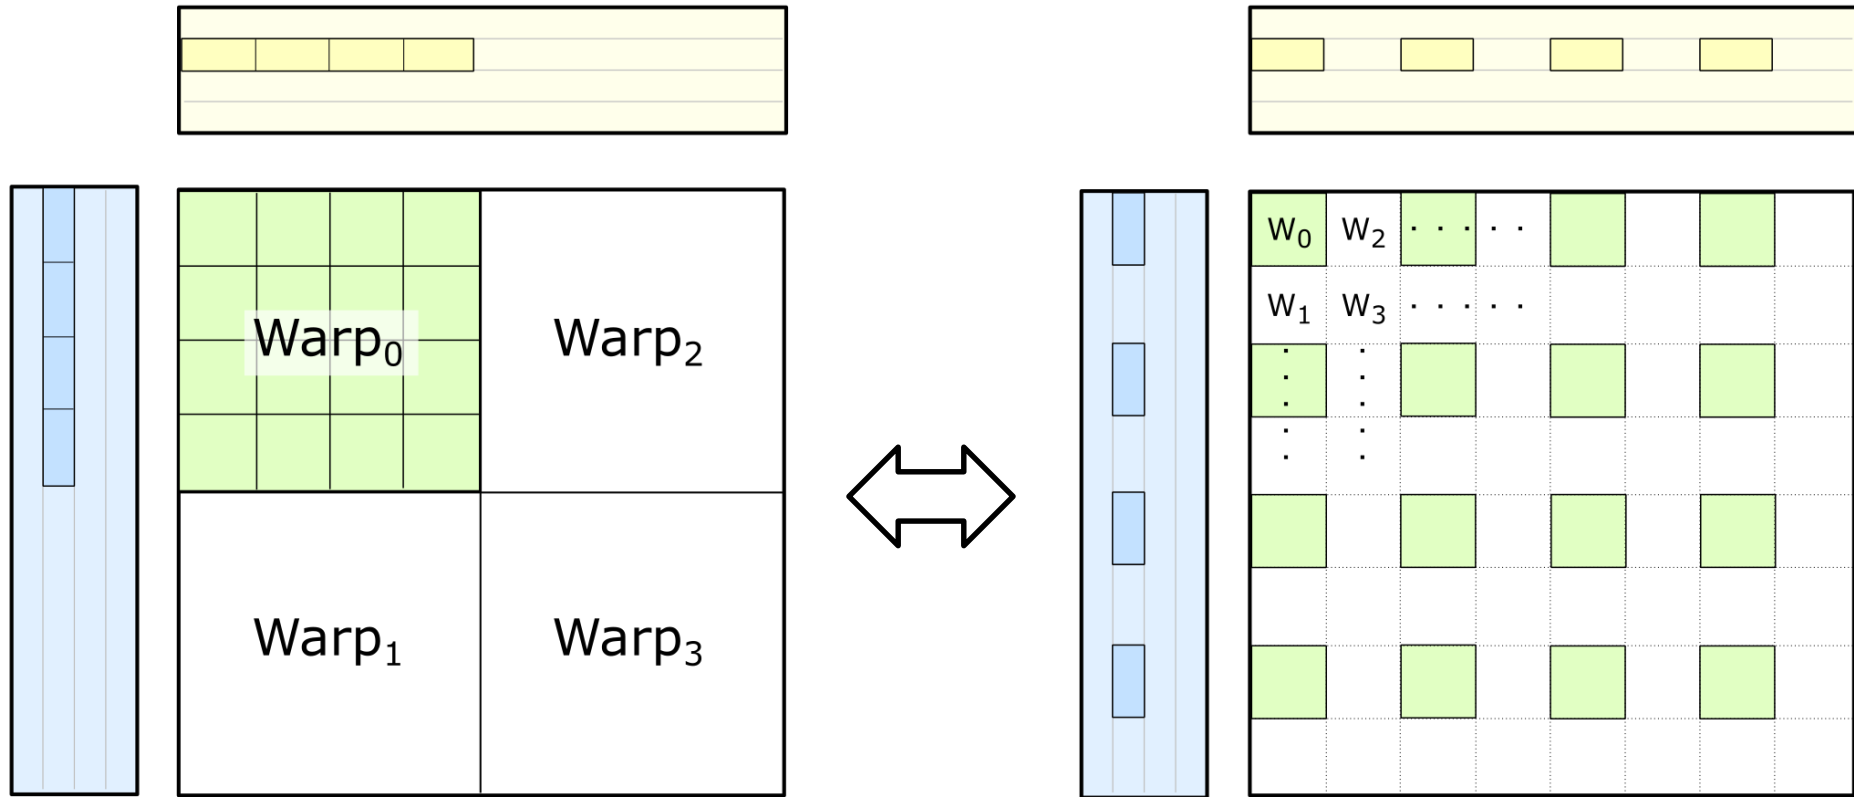 Warp₀ Warp₂
Warp₁ Warp₃
W₀ W₂ · · · · ·
W₁ W₃ · · · · ·